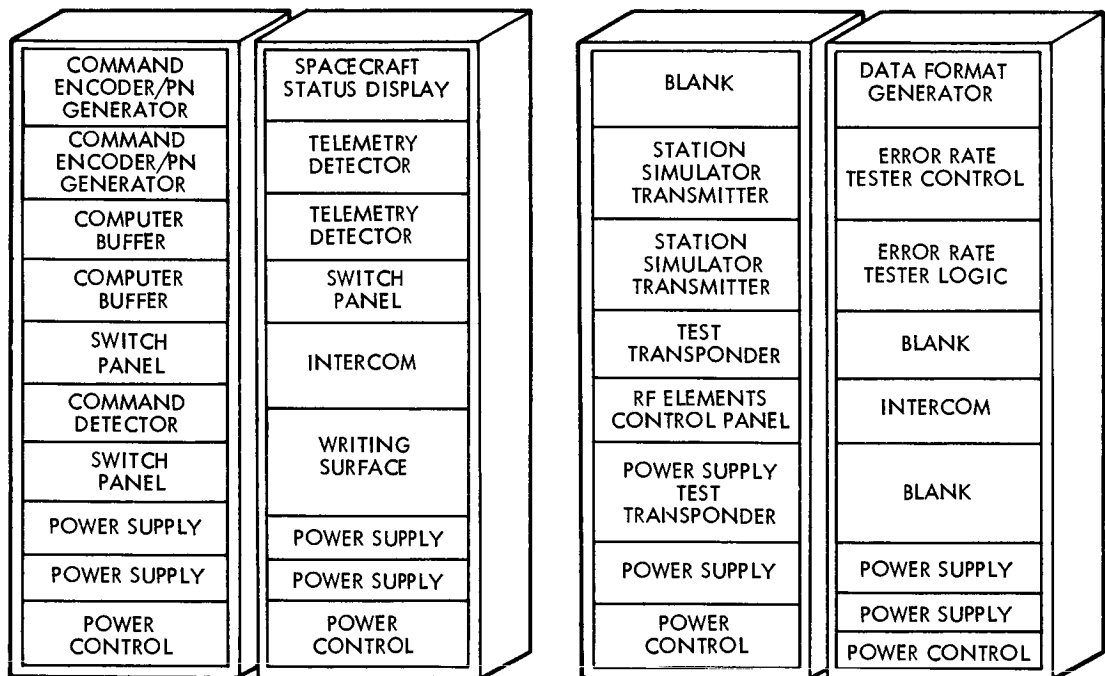 COMMAND
ENCODER/PN
GENERATOR
COMMAND
ENCODER/PN
GENERATOR
COMPUTER
BUFFER
COMPUTER
BUFFER
SWITCH
PANEL
COMMAND
DETECTOR
SWITCH
PANEL
POWER SUPPLY
POWER SUPPLY
POWER
CONTROL
SPACECRAFT
STATUS DISPLAY
TELEMETRY
DETECTOR
TELEMETRY
DETECTOR
SWITCH
PANEL
INTERCOM
WRITING
SURFACE
POWER SUPPLY
POWER SUPPLY
POWER
CONTROL
BLANK
STATION
SIMULATOR
TRANSMITTER
STATION
SIMULATOR
TRANSMITTER
TEST
TRANSPONDER
RF ELEMENTS
CONTROL PANEL
POWER SUPPLY
TEST
TRANSPONDER
POWER SUPPLY
POWER
CONTROL
DATA FORMAT
GENERATOR
ERROR RATE
TESTER CONTROL
ERROR RATE
TESTER LOGIC
BLANK
INTERCOM
BLANK
POWER SUPPLY
POWER SUPPLY
POWER CONTROL